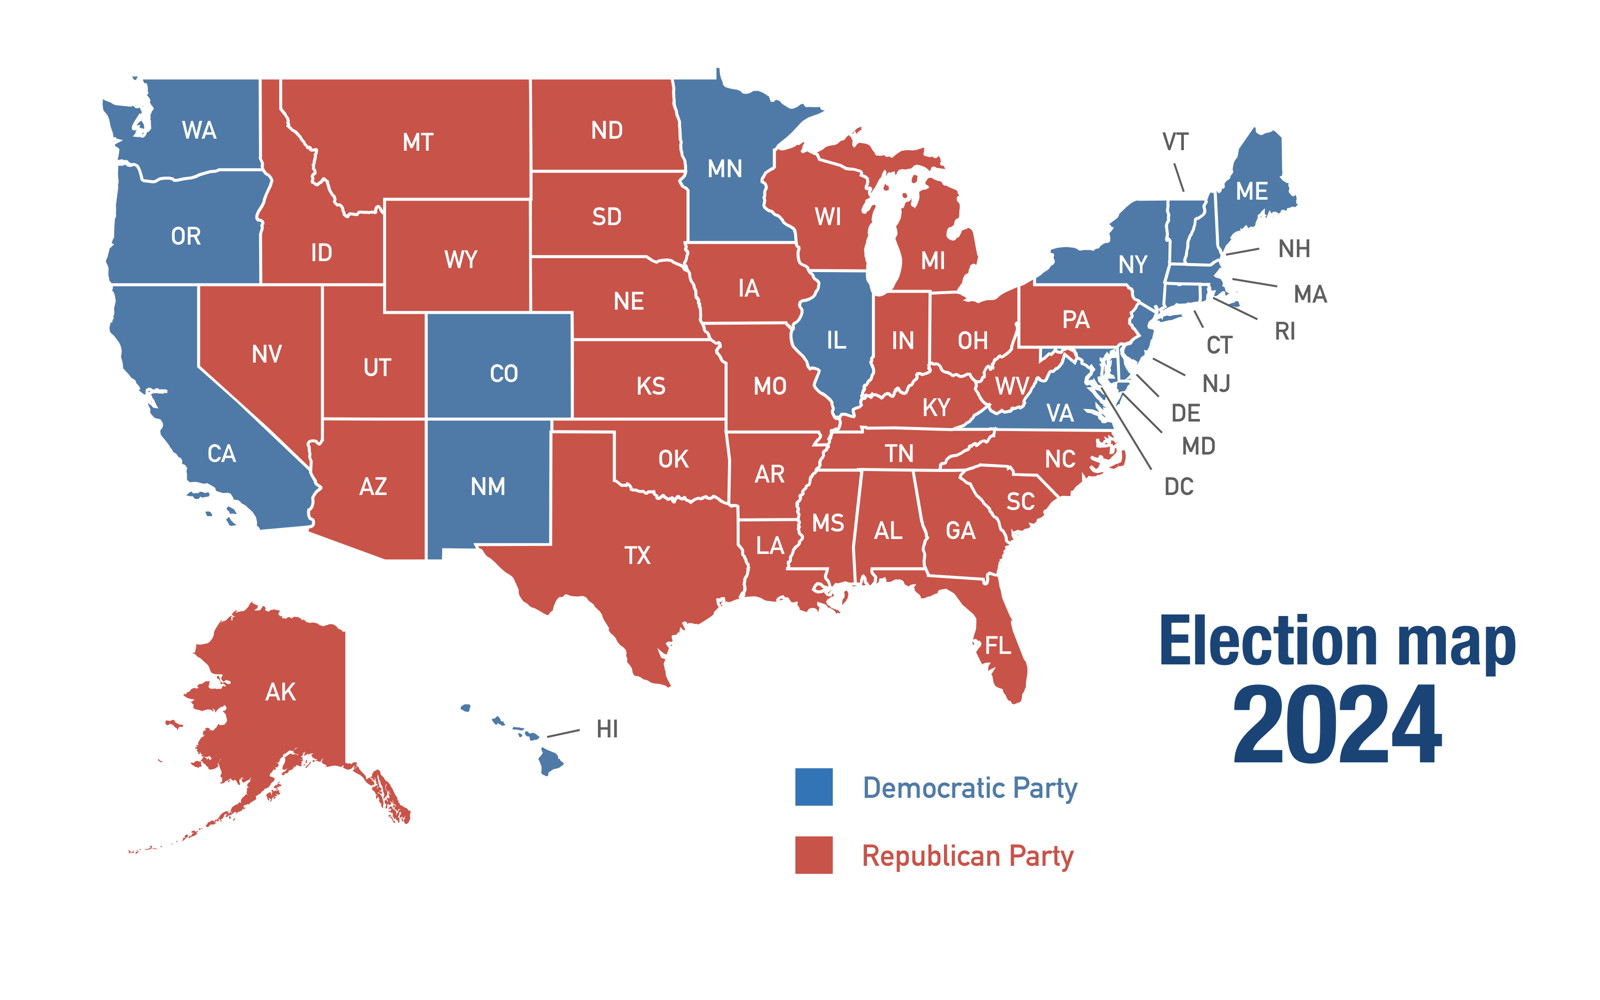 WA
MT
ND
MN
VT
ME
OR
ID
WY
SD
WI
MI
NY
NH
MA
RI
CT
NJ
DE
MD
DC
NV
UT
CO
NE
IA
IL
IN
OH
PA
KS
MO
WV
VA
KY
CA
AZ
NM
OK
AR
TN
NC
SC
TX
LA
MS
AL
GA
FL
AK
HI
Election map
2024
Democratic Party
Republican Party